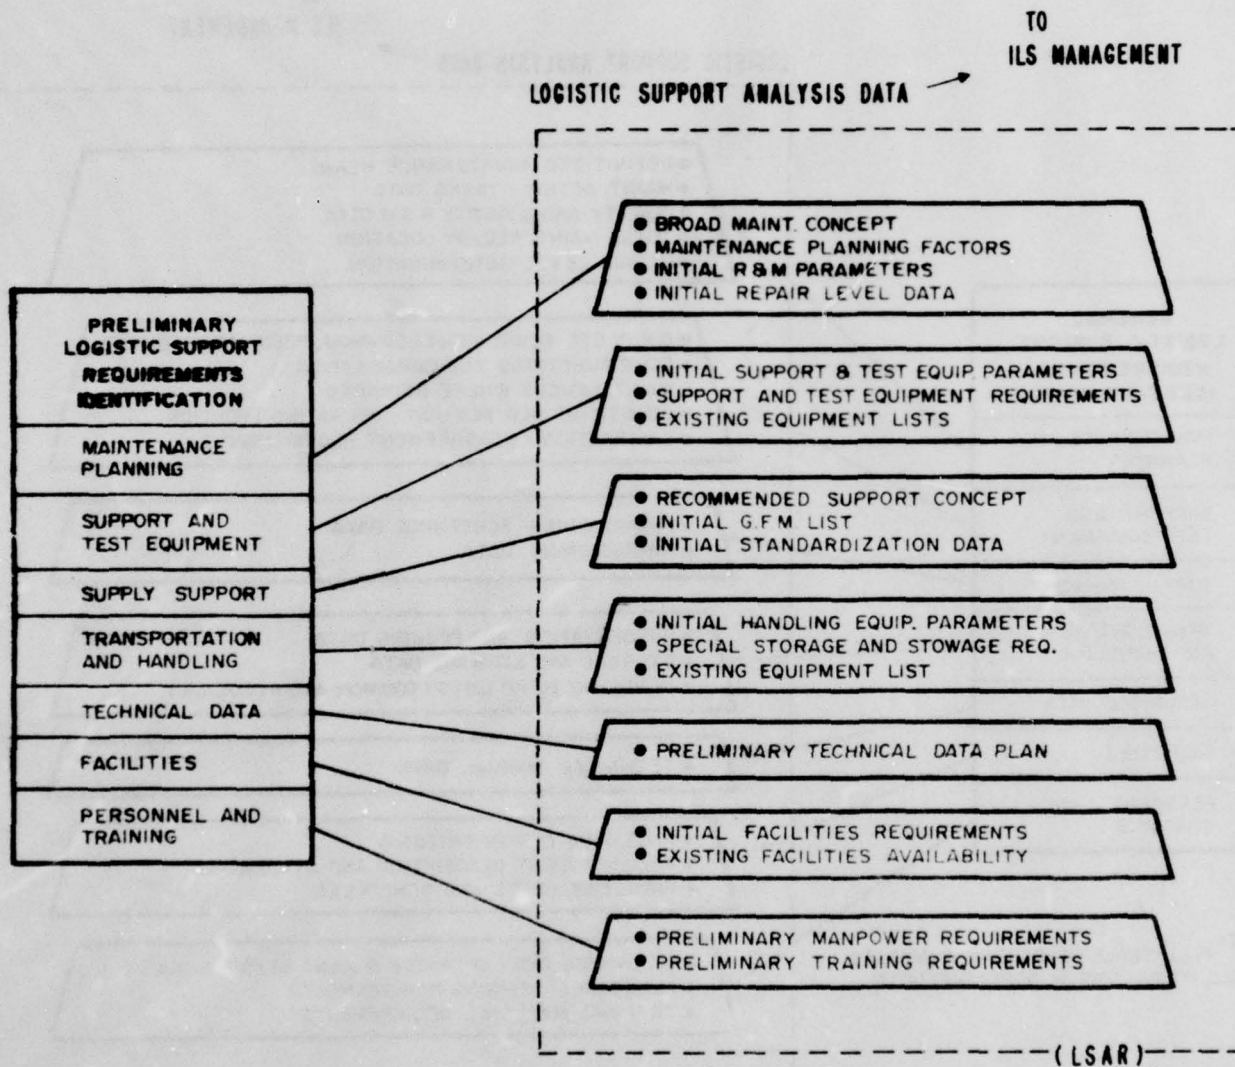 TO
ILS MANAGEMENT
LOGISTIC SUPPORT ANALYSIS DATA
PRELIMINARY
LOGISTIC SUPPORT
REQUIREMENTS
IDENTIFICATION
MAINTENANCE
PLANNING
SUPPORT AND
TEST EQUIPMENT
SUPPLY SUPPORT
TRANSPORTATION
AND HANDLING
TECHNICAL DATA
FACILITIES
PERSONNEL AND
TRAINING
● BROAD MAINT. CONCEPT
● MAINTENANCE PLANNING FACTORS
● INITIAL R & M PARAMETERS
● INITIAL REPAIR LEVEL DATA
● INITIAL SUPPORT & TEST EQUIP. PARAMETERS
● SUPPORT AND TEST EQUIPMENT REQUIREMENTS
● EXISTING EQUIPMENT LISTS
● RECOMMENDED SUPPORT CONCEPT
● INITIAL G.F.M LIST
● INITIAL STANDARDIZATION DATA
● INITIAL HANDLING EQUIP. PARAMETERS
● SPECIAL STORAGE AND STOWAGE REQ.
● EXISTING EQUIPMENT LIST
● PRELIMINARY TECHNICAL DATA PLAN
● INITIAL FACILITIES REQUIREMENTS
● EXISTING FACILITIES AVAILABILITY
● PRELIMINARY MANPOWER REQUIREMENTS
● PRELIMINARY TRAINING REQUIREMENTS
(LSAR)